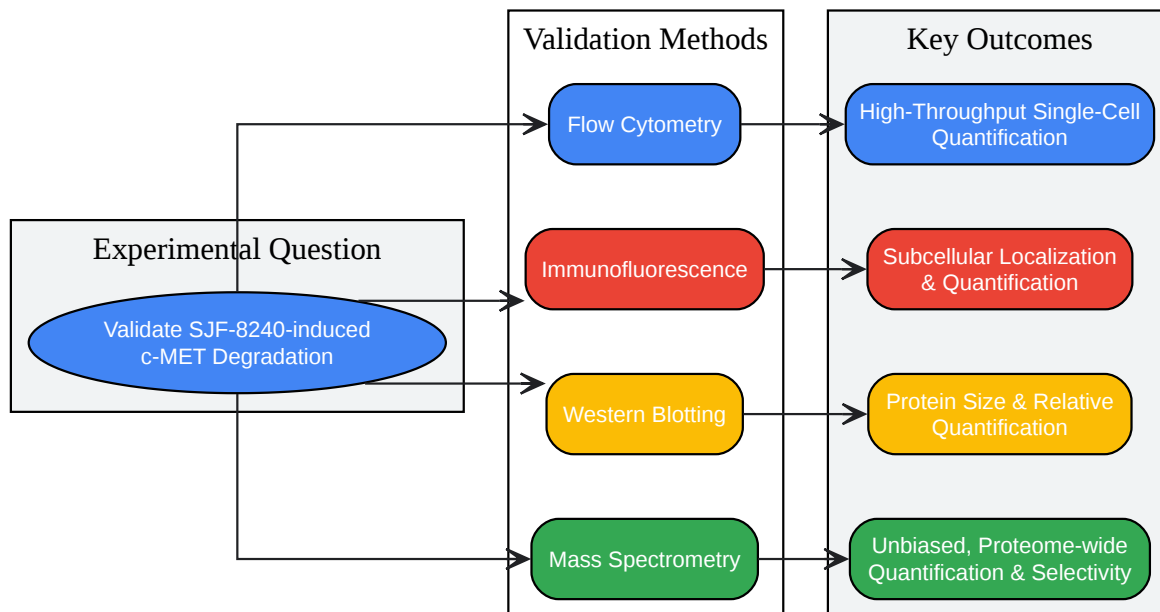 Validation Methods
Key Outcomes
Flow Cytometry
High-Throughput Single-Cell
Quantification
Experimental Question
Validate SJF-8240-induced
c-MET Degradation
Immunofluorescence
Subcellular Localization
& Quantification
Western Blotting
Protein Size & Relative
Quantification
Mass Spectrometry
Unbiased, Proteome-wide
Quantification & Selectivity